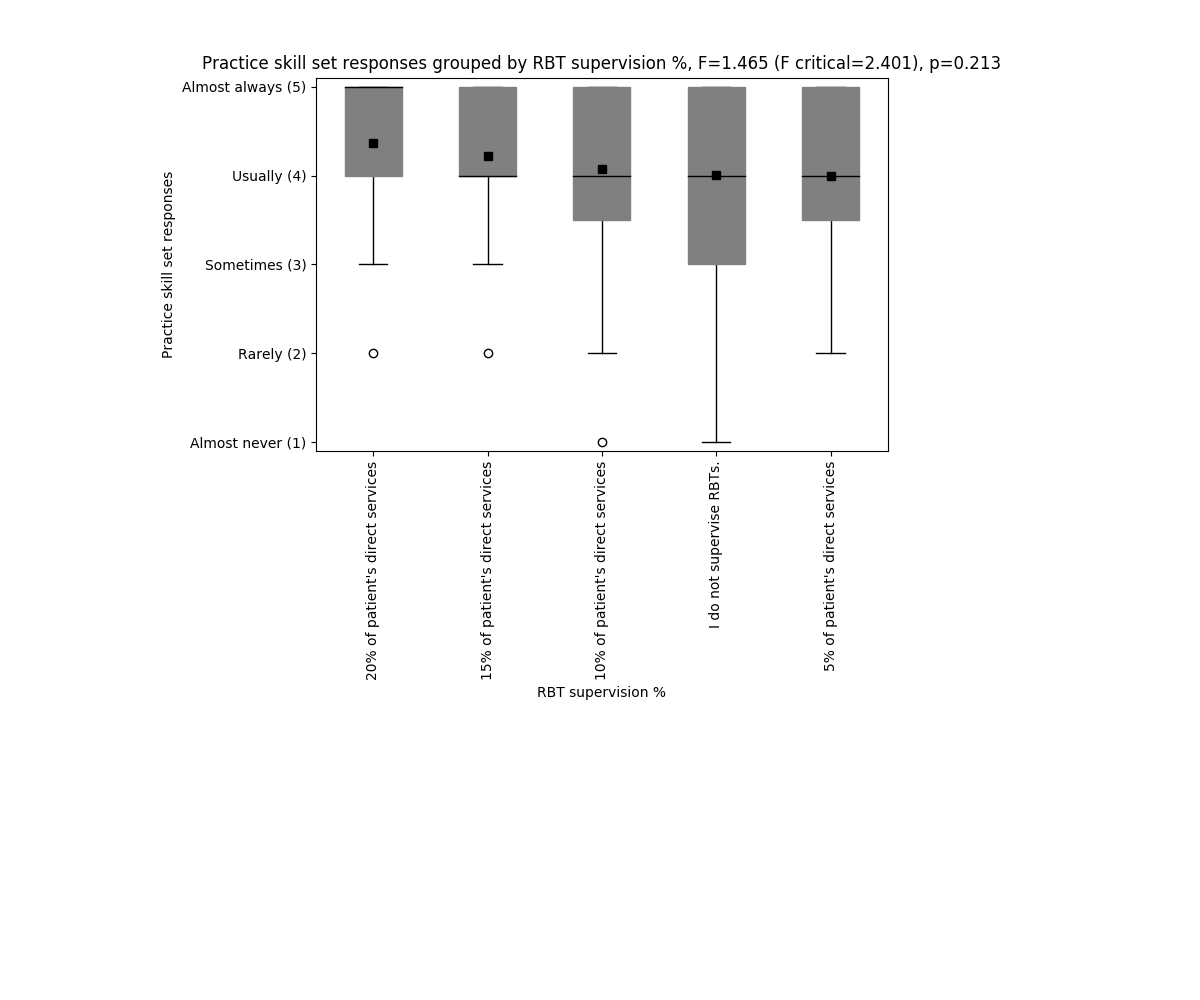 Practice skill set responses grouped by RBT supervision %, F=1.465 (F critical=2.401), p=0.213
Almost always (5)
Usually (4)
Sometimes (3)
Rarely (2)
Almost never (1)
Practice skill set responses
20% of patient's direct services
15% of patient's direct services
10% of patient's direct services
I do not supervise RBTs.
5% of patient's direct services
RBT supervision %